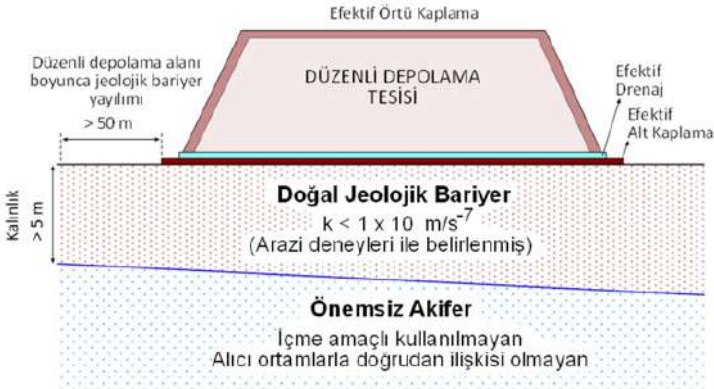 Efektif Örtü Kaplama
Düzenli depolama alanı
boyunca jeolojik bariyer
yayılımı
> 50 m
DÜZENLİ DEPOLAMA
TESİSİ
Efektif
Drenaj
Efektif
Alt Kaplama
Kalınlık
> 5 m
Doğal Jeolojik Bariyer
k < 1 x 10 m/s⁻⁷
(Arazi deneyleri ile belirlenmiş)
Önemsiz Akifer
İçme amaçlı kullanılmayan
Alıcı ortamlarla doğrudan ilişkisi olmayan